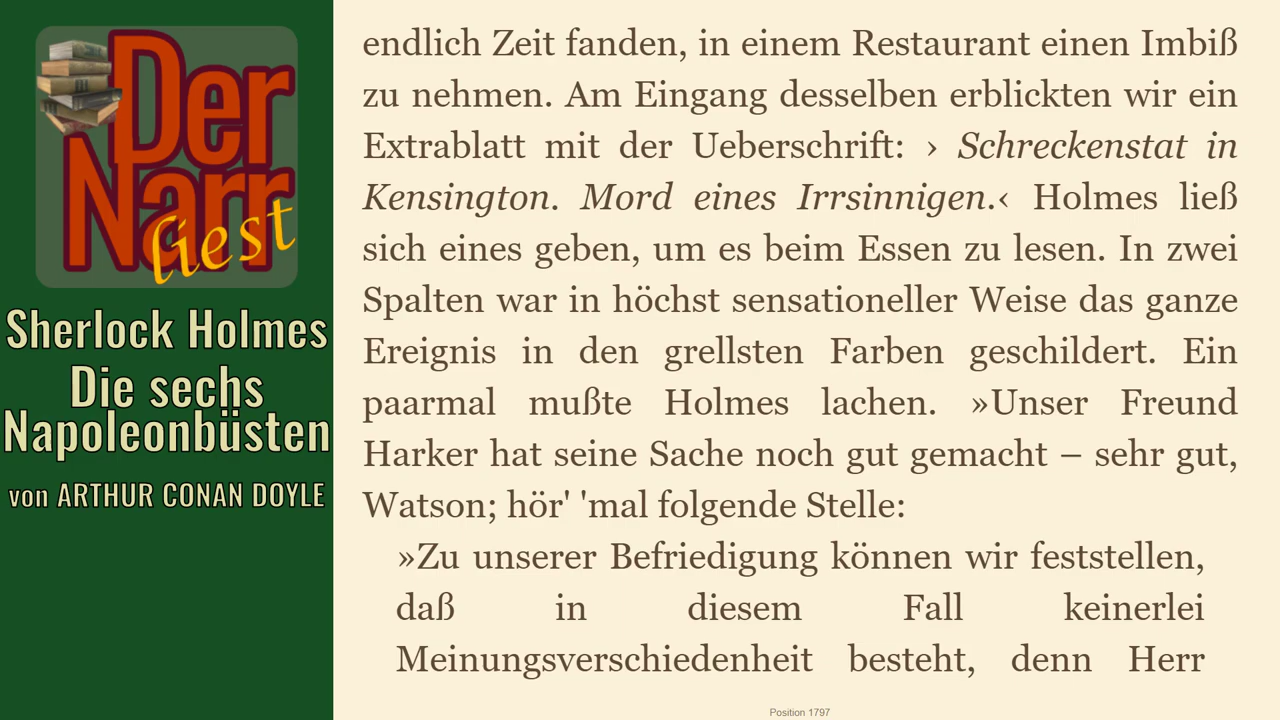 Der
Narr
liest
Sherlock Holmes
Die sechs
Napoleonbüsten
von ARTHUR CONAN DOYLE
endlich Zeit fanden, in einem Restaurant einen Imbiß
zu nehmen. Am Eingang desselben erblickten wir ein
Extrablatt mit der Ueberschrift: › Schreckenstat in
Kensington. Mord eines Irrsinnigen.‹ Holmes ließ
sich eines geben, um es beim Essen zu lesen. In zwei
Spalten war in höchst sensationeller Weise das ganze
Ereignis in den grellsten Farben geschildert. Ein
paarmal mußte Holmes lachen. »Unser Freund
Harker hat seine Sache noch gut gemacht – sehr gut,
Watson; hör' 'mal folgende Stelle:
»Zu unserer Befriedigung können wir feststellen,
daß in diesem Fall keinerlei
Meinungsverschiedenheit besteht, denn Herr
Position 1797